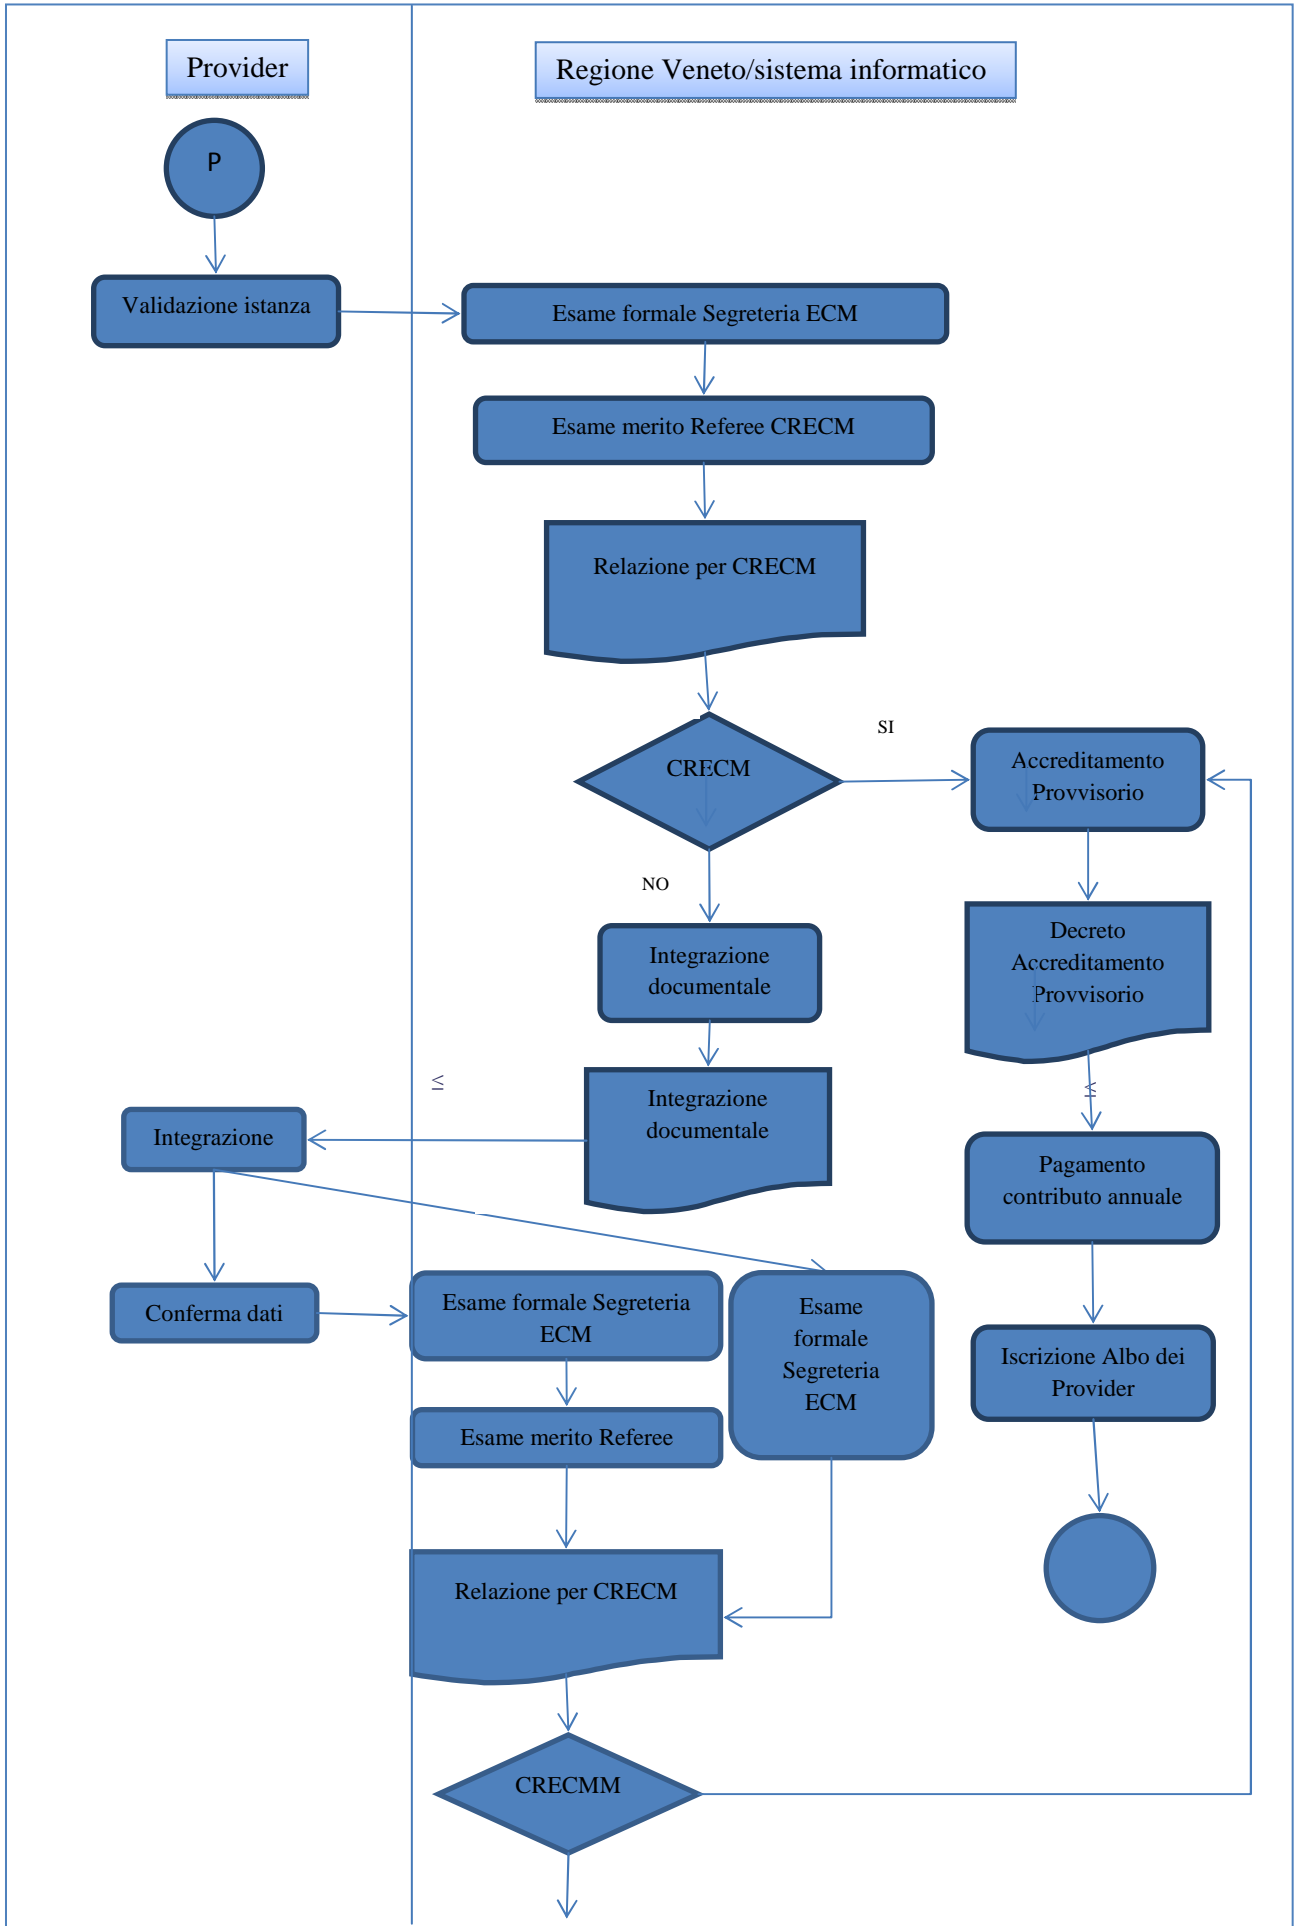 Provider
Regione Veneto/sistema informatico
P
Validazione istanza
Esame formale Segreteria ECM
Esame merito Referee CRECM
Relazione per CRECM
SI
CRECM
Accreditamento
Provvisorio
NO
Integrazione
documentale
Decreto
Accreditamento
Provvisorio
≤
≤
Integrazione
documentale
Integrazione
Pagamento
contributo annuale
Conferma dati
Esame formale Segreteria
ECM
Esame
formale
Segreteria
ECM
Iscrizione Albo dei
Provider
Esame merito Referee
Relazione per CRECM
CRECMM